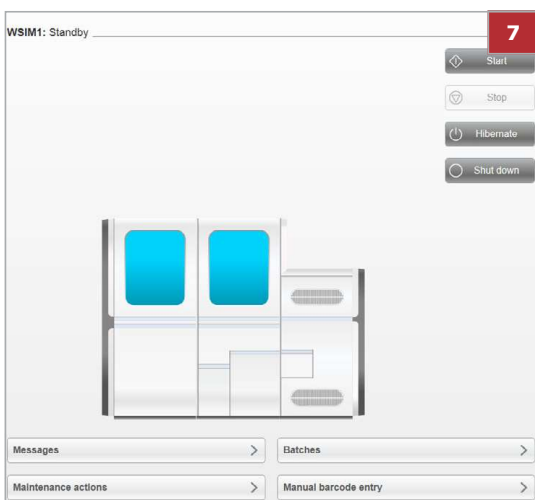 WSIM1: Standby
7
Start
Stop
Hibernate
Shut down
Messages
Batches
Maintenance actions
Manual barcode entry